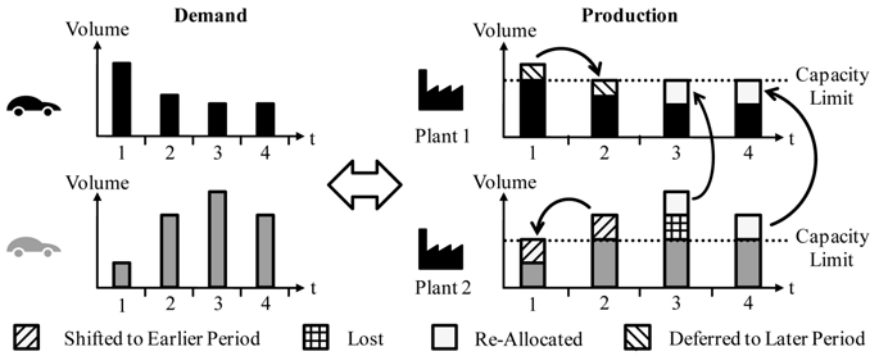 Demand
Production
Volume
t
1 2 3 4
Volume
Capacity
Limit
Plant 1
t
1 2 3 4
Volume
t
1 2 3 4
Volume
Capacity
Limit
Plant 2
t
1 2 3 4
Shifted to Earlier Period
Lost
Re-Allocated
Deferred to Later Period